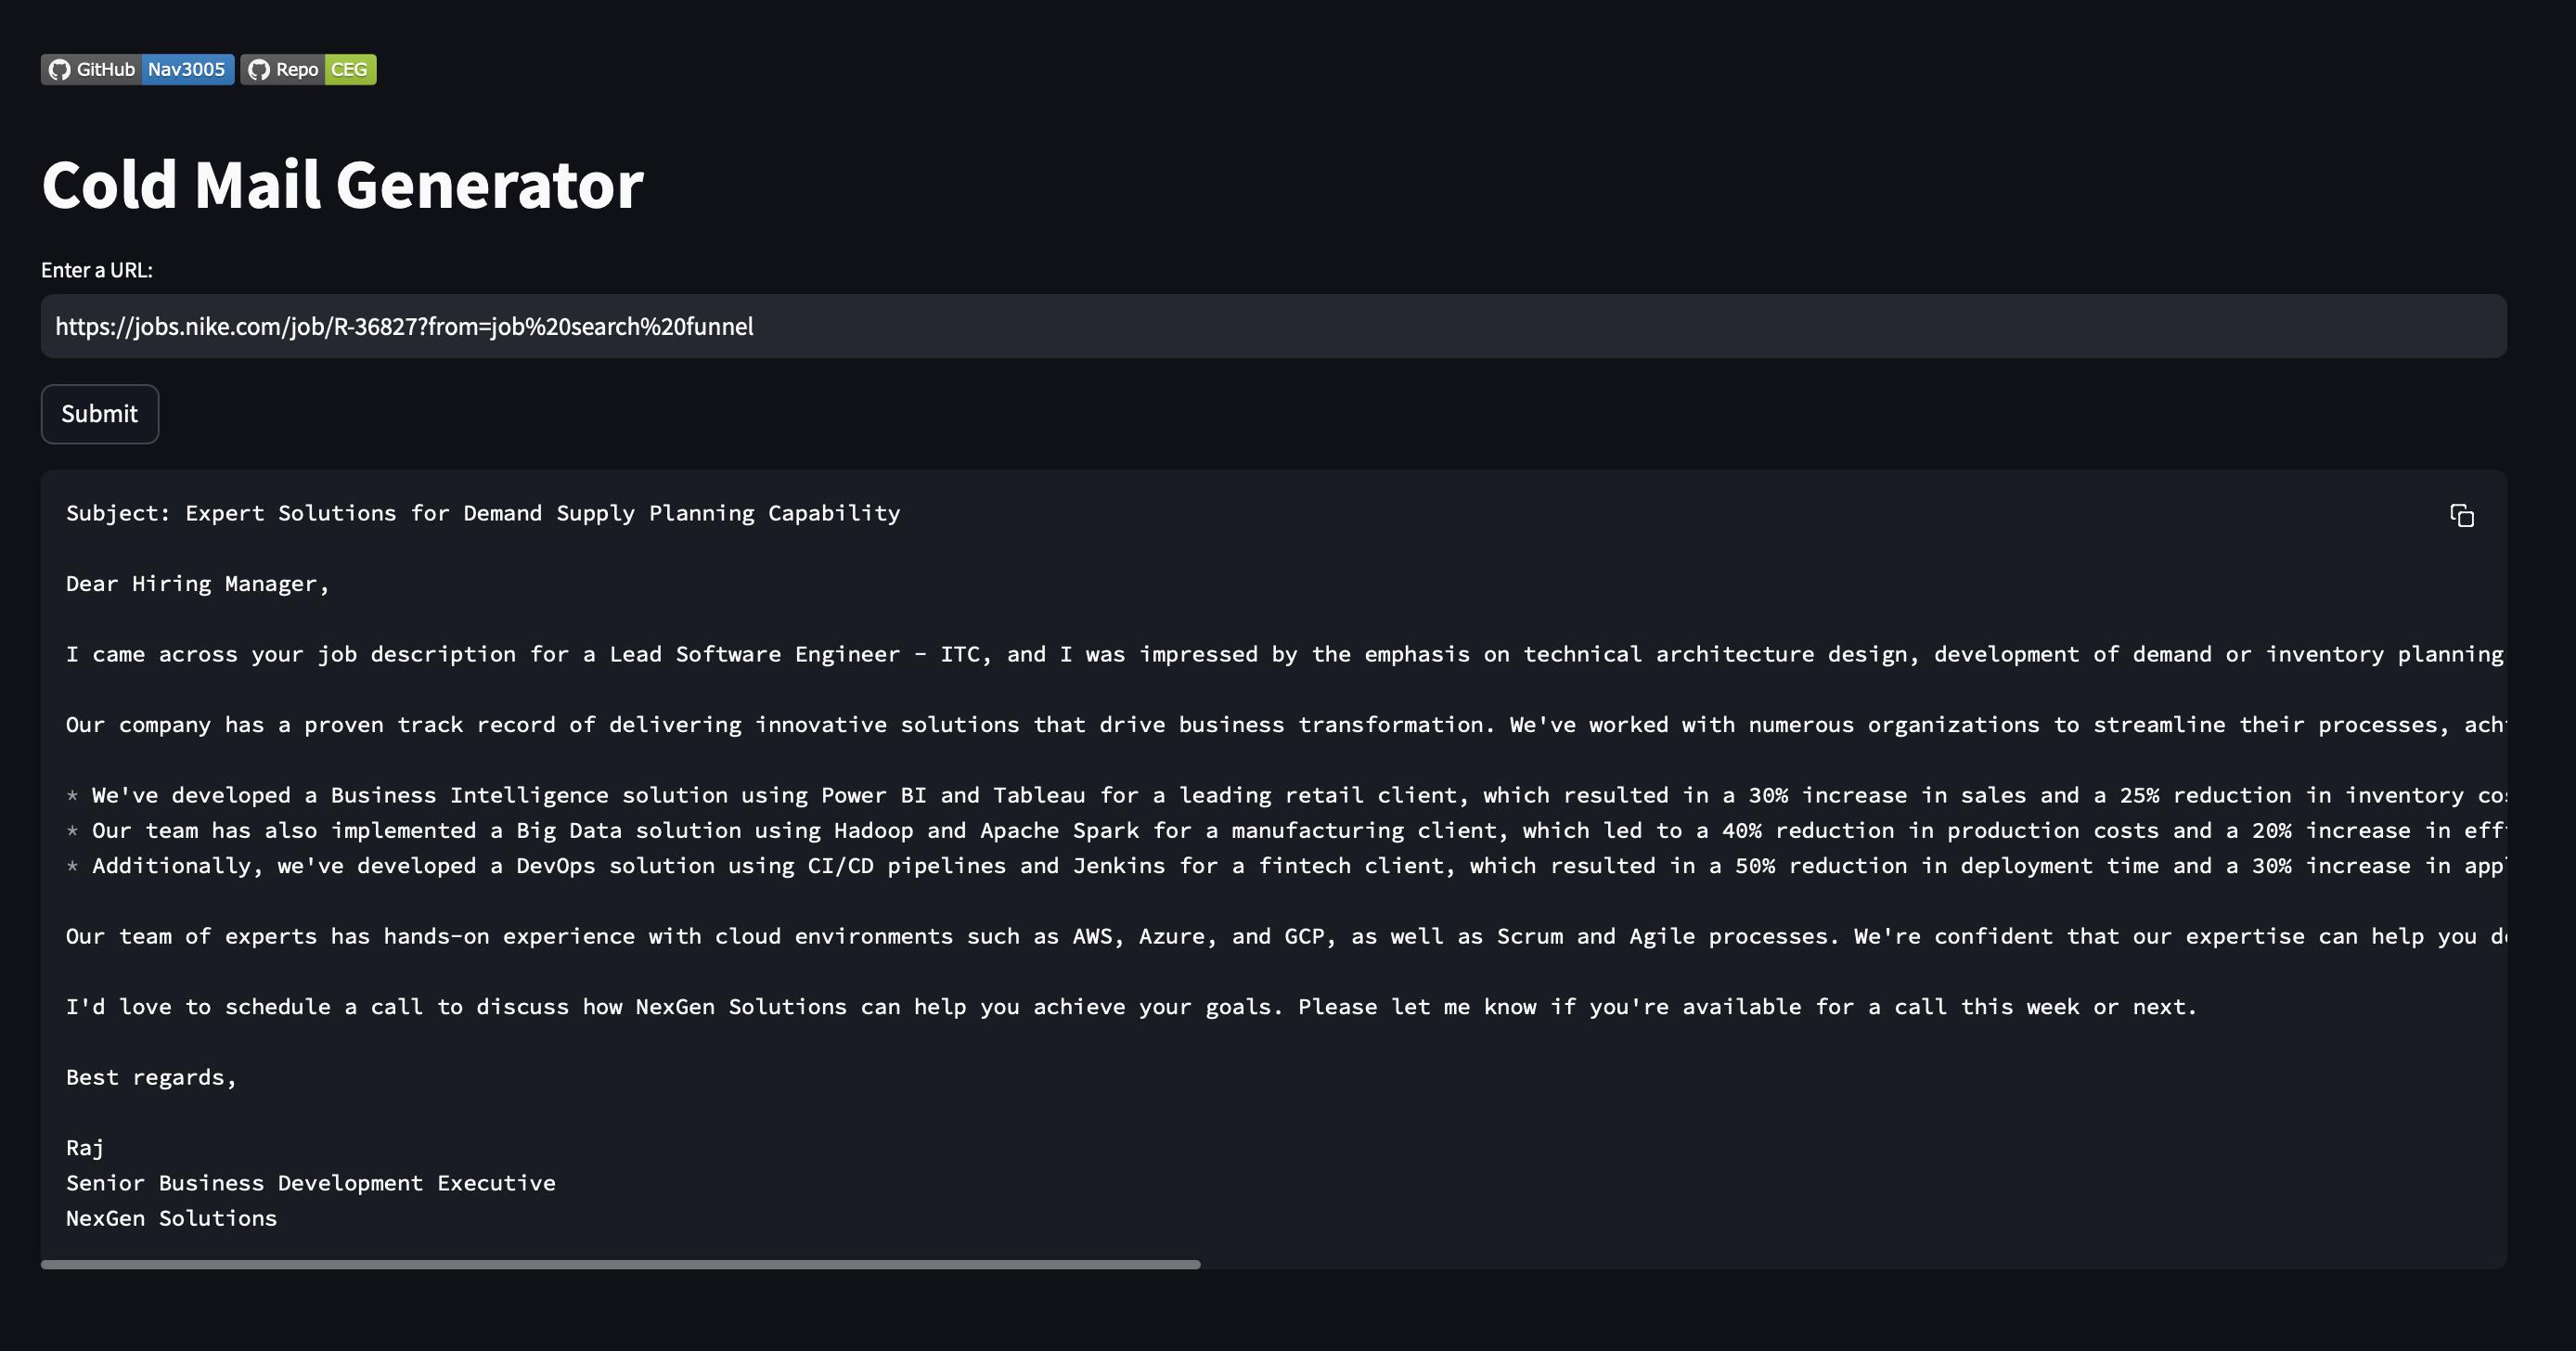 GitHub Nav3005 Repo CEG
Cold Mail Generator
Enter a URL:
https://jobs.nike.com/job/R-36827?from=job%20search%20funnel
Submit
Subject: Expert Solutions for Demand Supply Planning Capability
Dear Hiring Manager,
I came across your job description for a Lead Software Engineer - ITC, and I was impressed by the emphasis on technical architecture design, development of demand or inventory planning
Our company has a proven track record of delivering innovative solutions that drive business transformation. We've worked with numerous organizations to streamline their processes,
* We've developed a Business Intelligence solution using Power BI and Tableau for a leading retail client, which resulted in a 30% increase in sales and a 25% reduction in inventory
* Our team has also implemented a Big Data solution using Hadoop and Apache Spark for a manufacturing client, which led to a 40% reduction in production costs and a 20% increase in
* Additionally, we've developed a DevOps solution using CI/CD pipelines and Jenkins for a fintech client, which resulted in a 50% reduction in deployment time and a 30% increase in
Our team of experts has hands-on experience with cloud environments such as AWS, Azure, and GCP, as well as Scrum and Agile processes. We're confident that our expertise can help you
I'd love to schedule a call to discuss how NexGen Solutions can help you achieve your goals. Please let me know if you're available for a call this week or next.
Best regards,
Raj
Senior Business Development Executive
NexGen Solutions